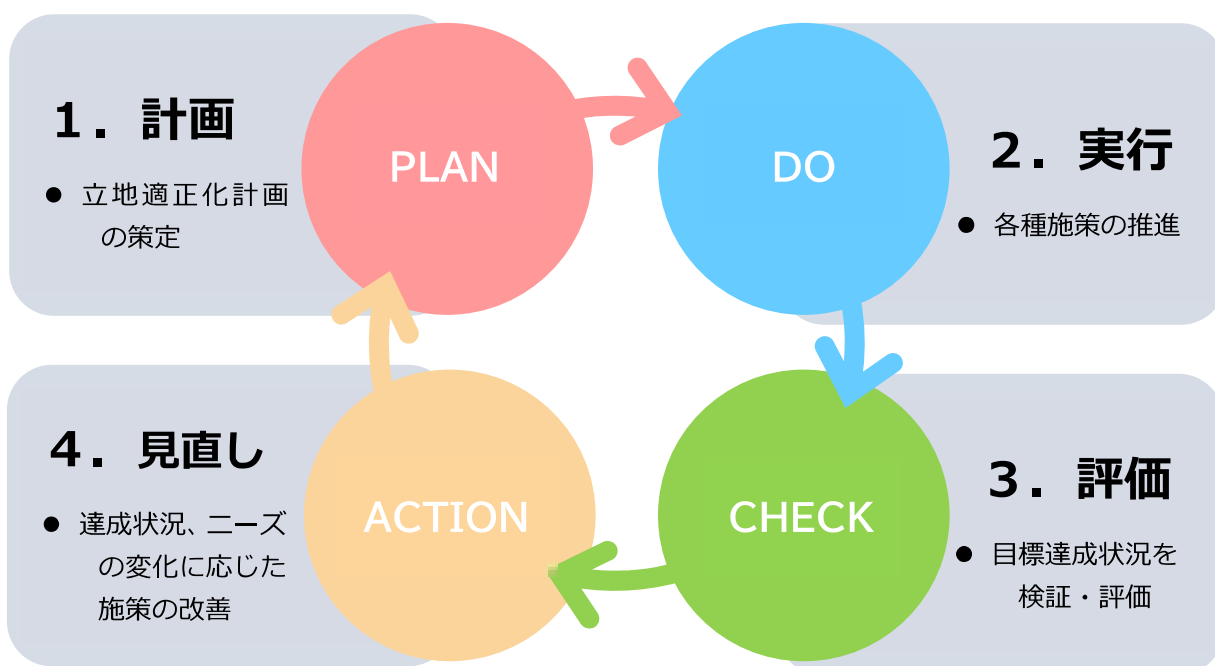 １．計画
● 立地適正化計画
の策定
PLAN
DO
２．実行
● 各種施策の推進
４．見直し
● 達成状況、ニーズ
の変化に応じた
施策の改善
ACTION
CHECK
３．評価
● 目標達成状況を
検証・評価